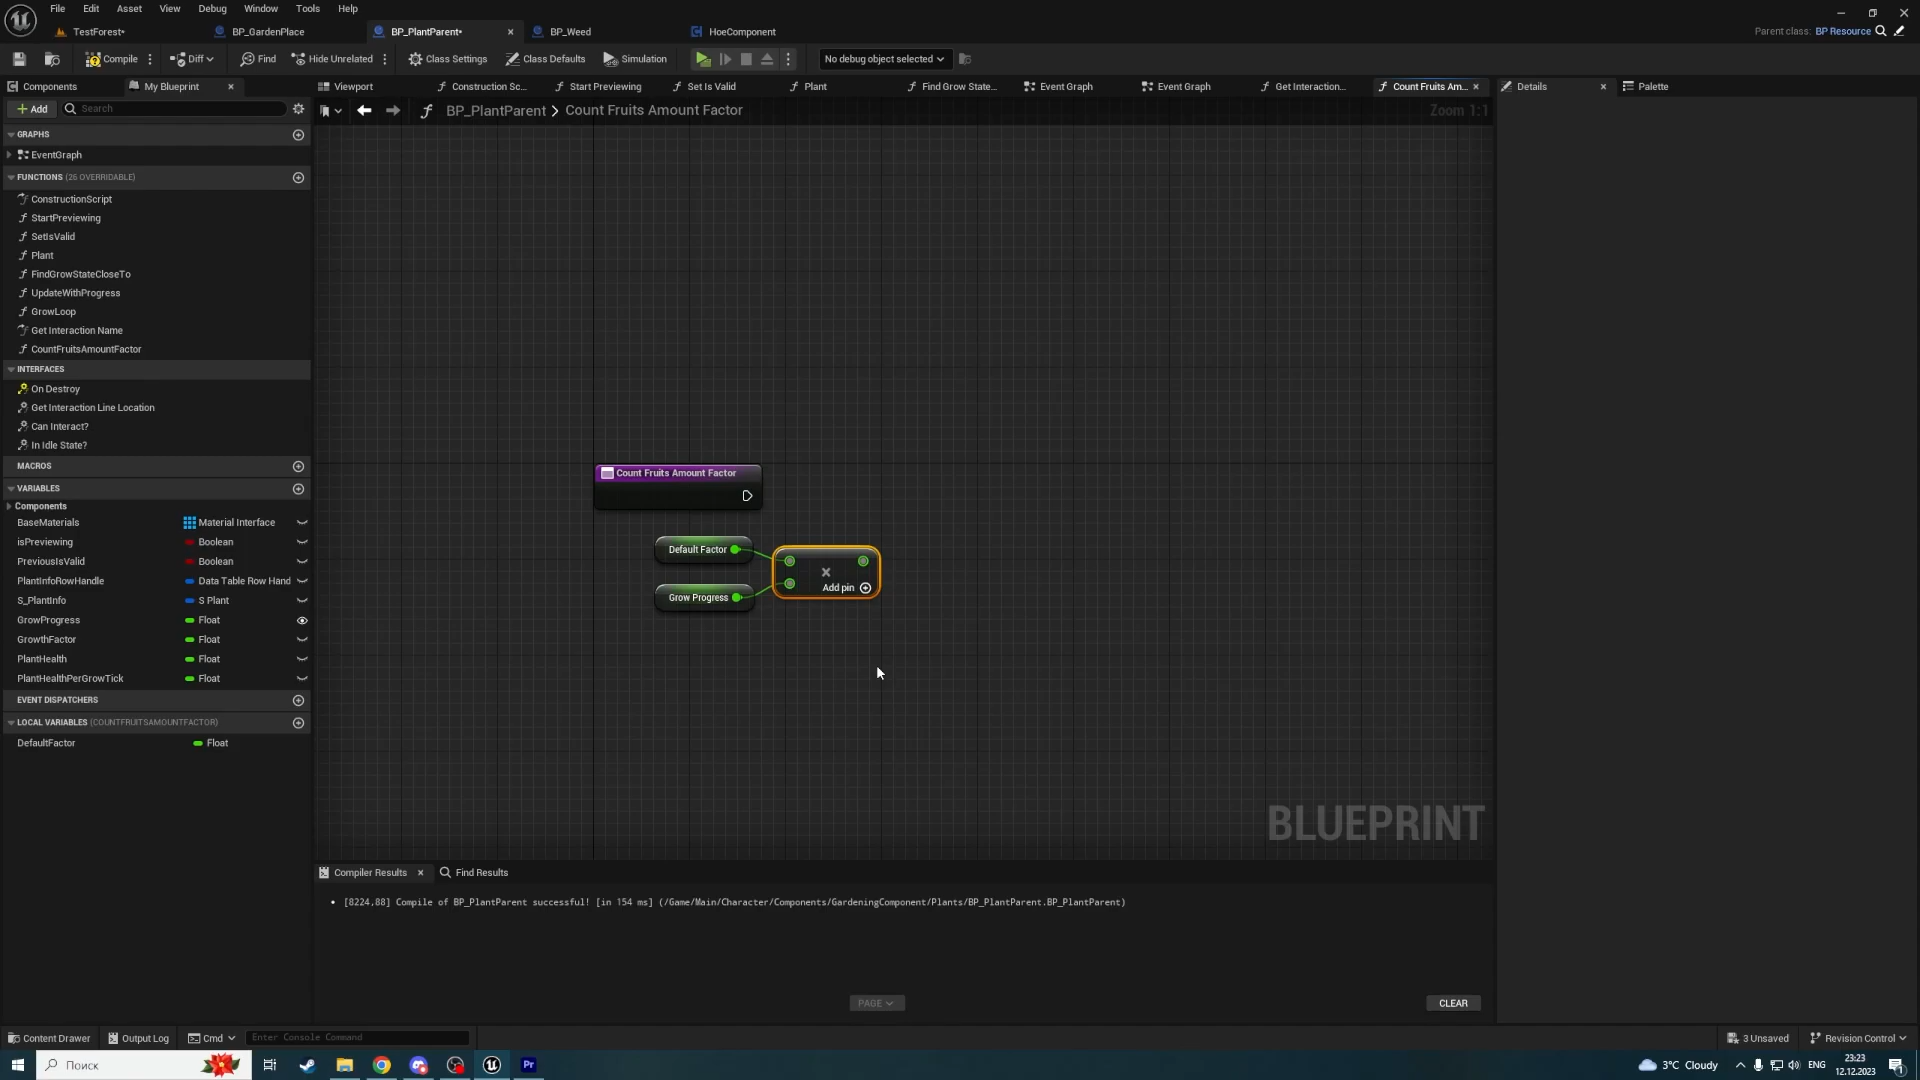 File Edit Asset View Debug Window Tools Help
TestForest* BP_GardenPlace BP_PlantParent* BP_Weed HoeComponent
Parent class: BP Resource
Compile Diff Find Hide Unrelated Class Settings Class Defaults Simulation No debug object selected
Components My Blueprint Viewport Construction Sc... Start Previewing Set Is Valid Plant Find Grow State... Event Graph Event Graph Get Interaction... Count Fruits Am... Details Palette
Add Search
BP_PlantParent > Count Fruits Amount Factor Zoom 1:1
GRAPHS
EventGraph
FUNCTIONS (26 OVERRIDABLE)
ConstructionScript
StartPreviewing
SetIsValid
Plant
FindGrowStateCloseTo
UpdateWithProgress
GrowLoop
Get Interaction Name
CountFruitsAmountFactor
INTERFACES
On Destroy
Get Interaction Line Location
Can Interact?
In Idle State?
MACROS
VARIABLES
Components
BaseMaterials Material Interface
isPreviewing Boolean
PreviousIsValid Boolean
PlantInfoRowHandle Data Table Row Hand
S_PlantInfo S Plant
GrowProgress Float
GrowthFactor Float
PlantHealth Float
PlantHealthPerGrowTick Float
EVENT DISPATCHERS
LOCAL VARIABLES (COUNTFRUITSAMOUNTFACTOR)
DefaultFactor Float
Count Fruits Amount Factor
Default Factor
Grow Progress
Add pin
BLUEPRINT
Compiler Results Find Results
[8224,88] Compile of BP_PlantParent successful! [in 154 ms] (/Game/Main/Character/Components/GardeningComponent/Plants/BP_PlantParent.BP_PlantParent)
PAGE CLEAR
Content Drawer Output Log Cmd Enter Console Command 3 Unsaved Revision Control
Поиск Pr 3°C Cloudy ENG 23:23
12.12.2023